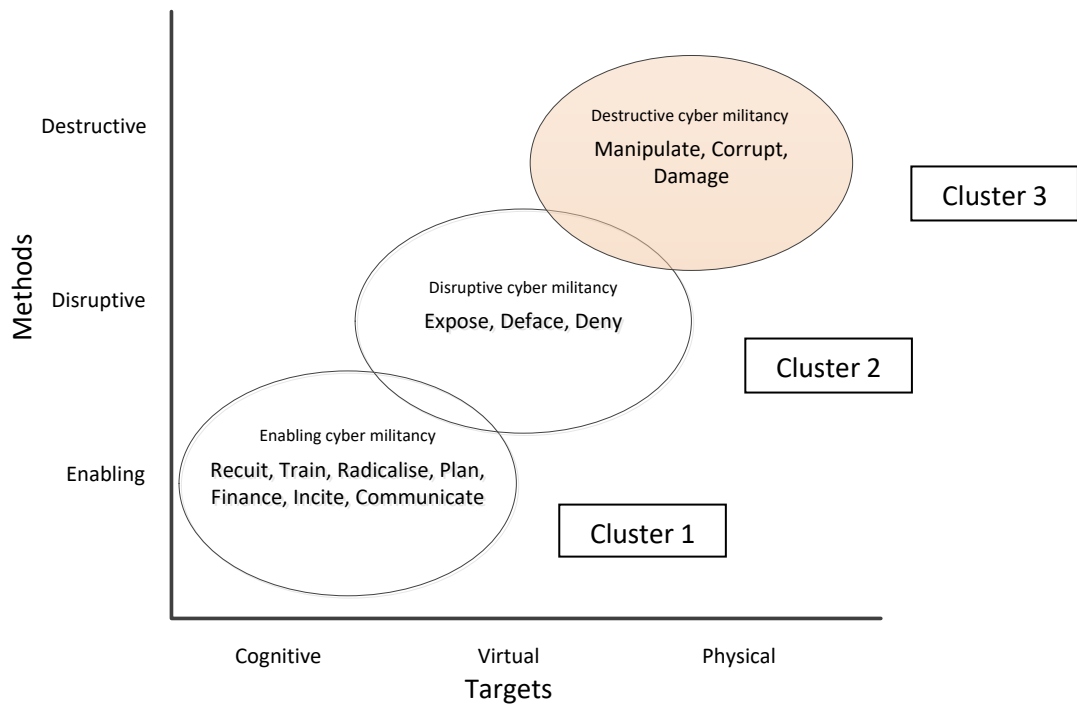 Destructive
Destructive cyber militancy
Manipulate, Corrupt,
Damage
Cluster 3
Methods
Disruptive
Disruptive cyber militancy
Expose, Deface, Deny
Cluster 2
Enabling
Enabling cyber militancy
Recuit, Train, Radicalise, Plan,
Finance, Incite, Communicate
Cluster 1
Cognitive
Virtual
Physical
Targets